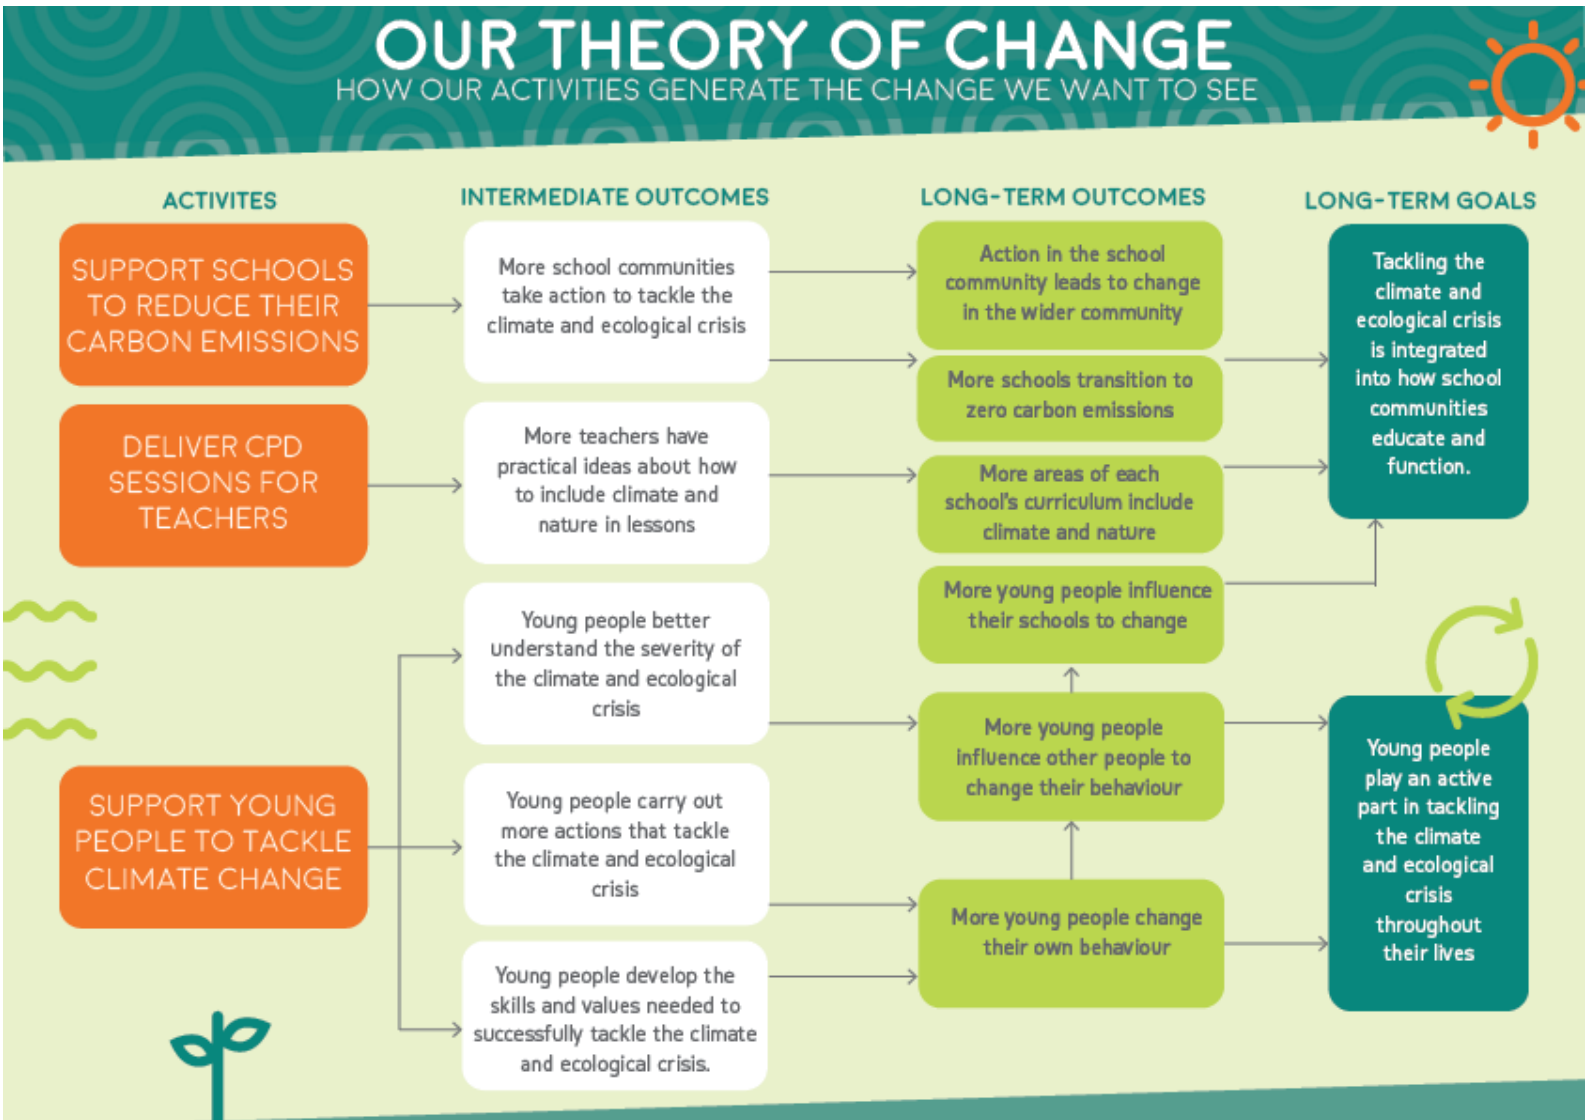 OUR THEORY OF CHANGE
HOW OUR ACTIVITIES GENERATE THE CHANGE WE WANT TO SEE
ACTIVITES
SUPPORT SCHOOLS
TO REDUCE THEIR
CARBON EMISSIONS
DELIVER CPD
SESSIONS FOR
TEACHERS
SUPPORT YOUNG
PEOPLE TO TACKLE
CLIMATE CHANGE
INTERMEDIATE OUTCOMES
More school communities
take action to tackle the
climate and ecological crisis
More teachers have
practical ideas about how
to include climate and
nature in lessons
Young people better
understand the severity of
the climate and ecological
crisis
Young people carry out
more actions that tackle
the climate and ecological
crisis
Young people develop the
skills and values needed to
successfully tackle the climate
and ecological crisis.
LONG-TERM OUTCOMES
Action in the school
community leads to change
in the wider community
More schools transition to
zero carbon emissions
More areas of each
school's curriculum include
climate and nature
More young people influence
their schools to change
More young people
influence other people to
change their behaviour
More young people change
their own behaviour
LONG-TERM GOALS
Tackling the
climate and
ecological crisis
is integrated
into how school
communities
educate and
function.
Young people
play an active
part in tackling
the climate
and ecological
crisis
throughout
their lives